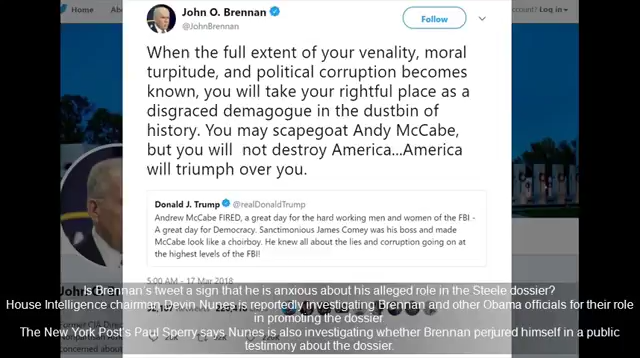 Home
About
account? Log in
John O. Brennan
@JohnBrennan
Follow
When the full extent of your venality, moral
turpitude, and political corruption becomes
known, you will take your rightful place as a
disgraced demagogue in the dustbin of
history. You may scapegoat Andy McCabe,
but you will not destroy America...America
will triumph over you.
Donald J. Trump @realDonaldTrump
Andrew McCabe FIRED, a great day for the hard working men and women of the FBI -
A great day for Democracy. Sanctimonious James Comey was his boss and made
McCabe look like a choirboy. He knew all about the lies and corruption going on at
the highest levels of the FBI!
5:00 AM - 17 Mar 2018
Is Brennan's tweet a sign that he is anxious about his alleged role in the Steele dossier?
House Intelligence chairman Devin Nunes is reportedly investigating Brennan and other Obama officials for their role
in promoting the dossier
The New York Post's Paul Sperry says Nunes is also investigating whether Brennan perjured himself in a public
testimony about the dossier.